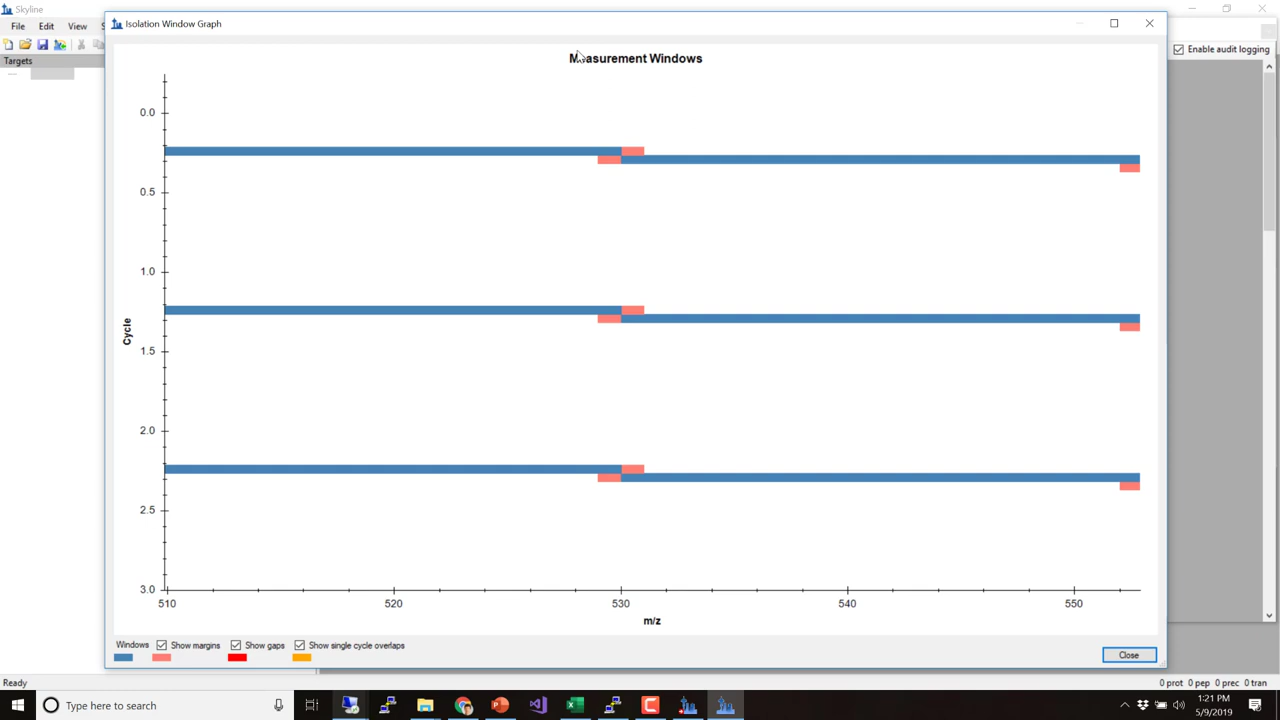 Skyline
Isolation Window Graph
File Edit View S
Enable audit logging
Targets
Measurement Windows
0.0
0.5
1.0
1.5
2.0
2.5
3.0
Cycle
510 520 530 540 550
m/z
Windows Show margins Show gaps Show single cycle overlaps
Close
Ready
0 prot 0 pep 0 prec 0 tran
Type here to search
1:21 PM
5/9/2019